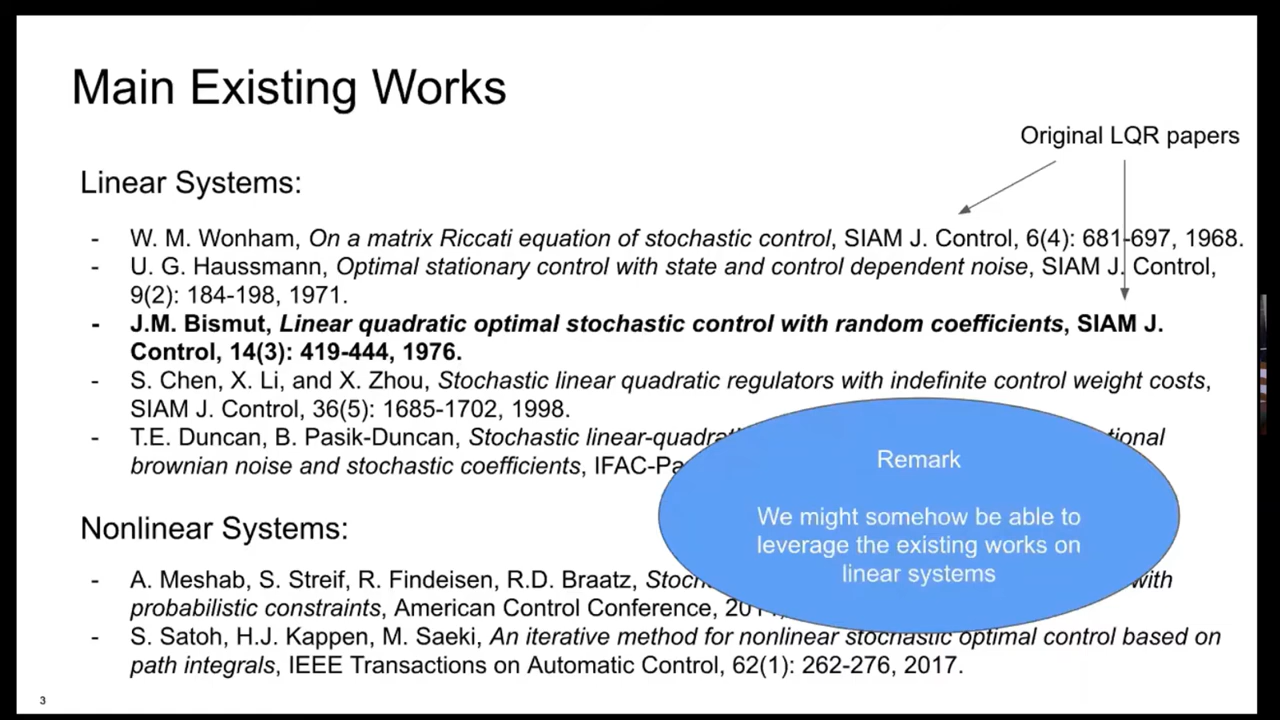 Main Existing Works
Original LQR papers
Linear Systems:
- W. M. Wonham, On a matrix Riccati equation of stochastic control, SIAM J. Control, 6(4): 681-697, 1968.
- U. G. Haussmann, Optimal stationary control with state and control dependent noise, SIAM J. Control,
9(2): 184-198, 1971.
- J.M. Bismut, Linear quadratic optimal stochastic control with random coefficients, SIAM J.
Control, 14(3): 419-444, 1976.
- S. Chen, X. Li, and X. Zhou, Stochastic linear quadratic regulators with indefinite control weight costs,
SIAM J. Control, 36(5): 1685-1702, 1998.
- T.E. Duncan, B. Pasik-Duncan, Stochastic
brownian noise and stochastic coefficients,
Remark
We might somehow be able to
leverage the existing works on
linear systems
Nonlinear Systems:
- A. Meshab, S. Streif, R. Findeisen, R.D. Braatz, with
probabilistic constraints, American Control Conference,
- S. Satoh, H.J. Kappen, M. Saeki, An iterative method for nonlinear stochastic optimal control based on
path integrals, IEEE Transactions on Automatic Control, 62(1): 262-276, 2017.
3